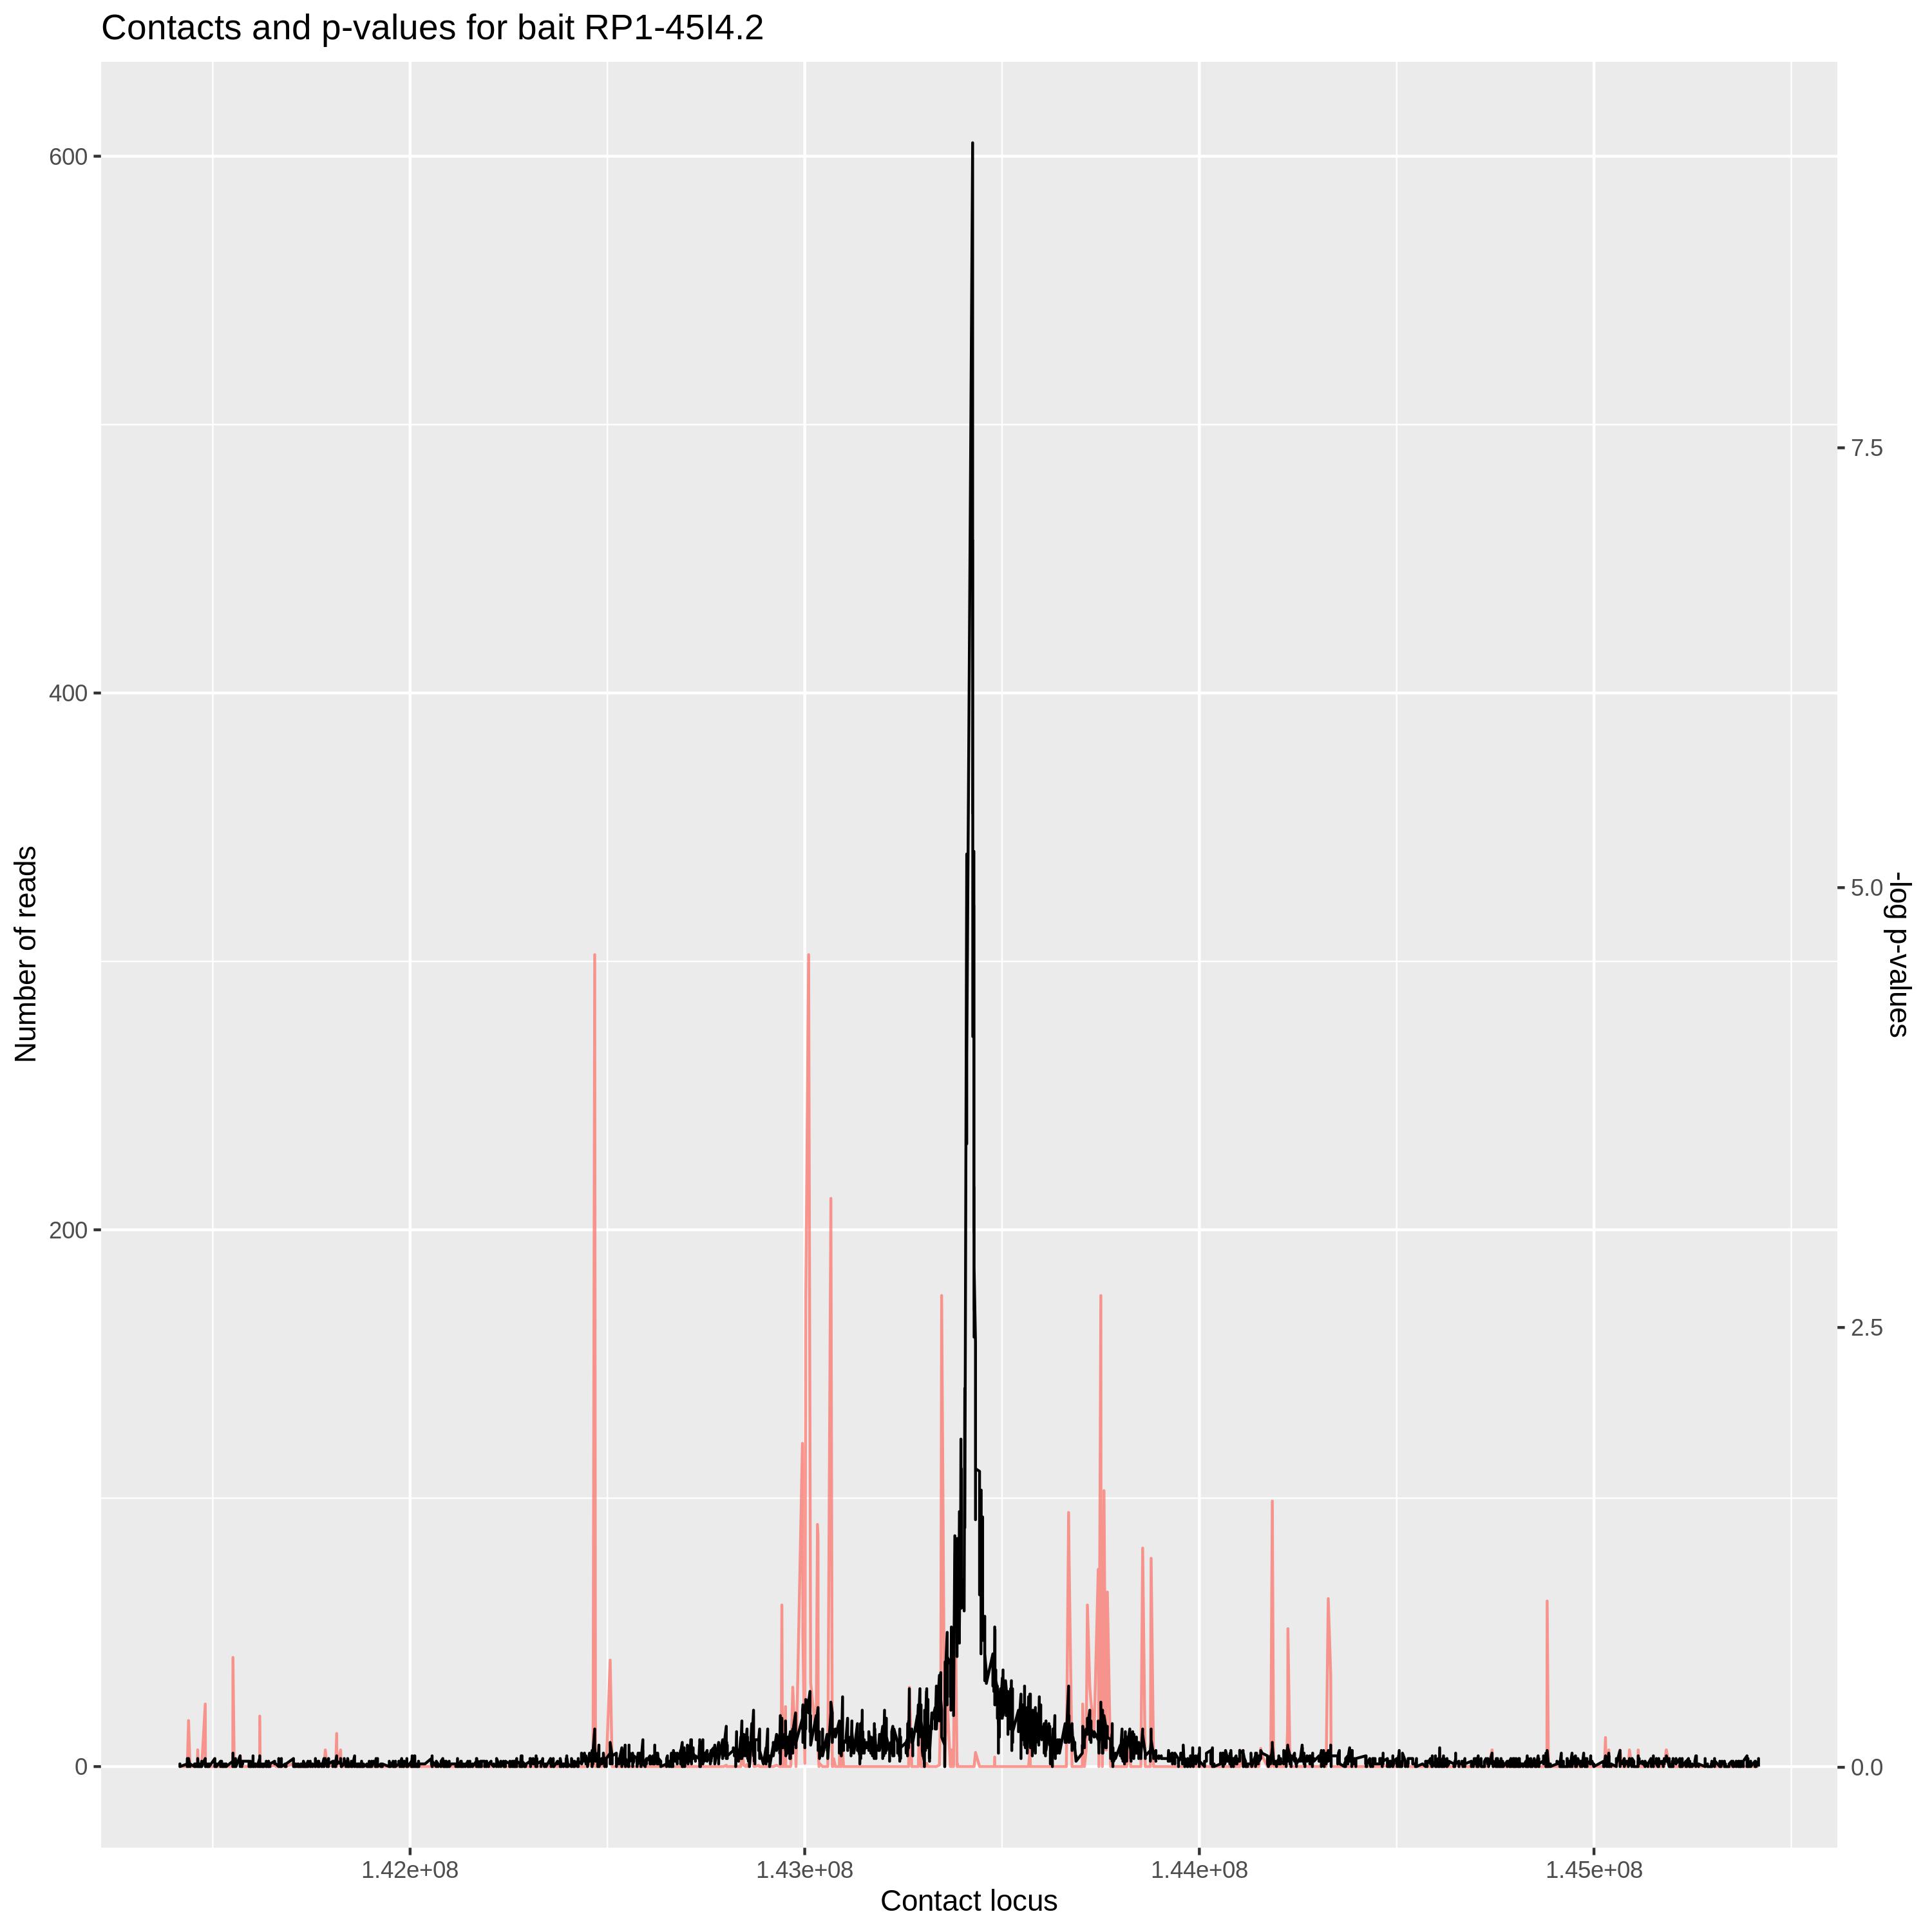 Contacts and p-values for bait RP1-45I4.2
600
400
200
0
Number of reads
7.5
5.0
2.5
0.0
-log p-values
1.42e+08
1.43e+08
1.44e+08
1.45e+08
Contact locus